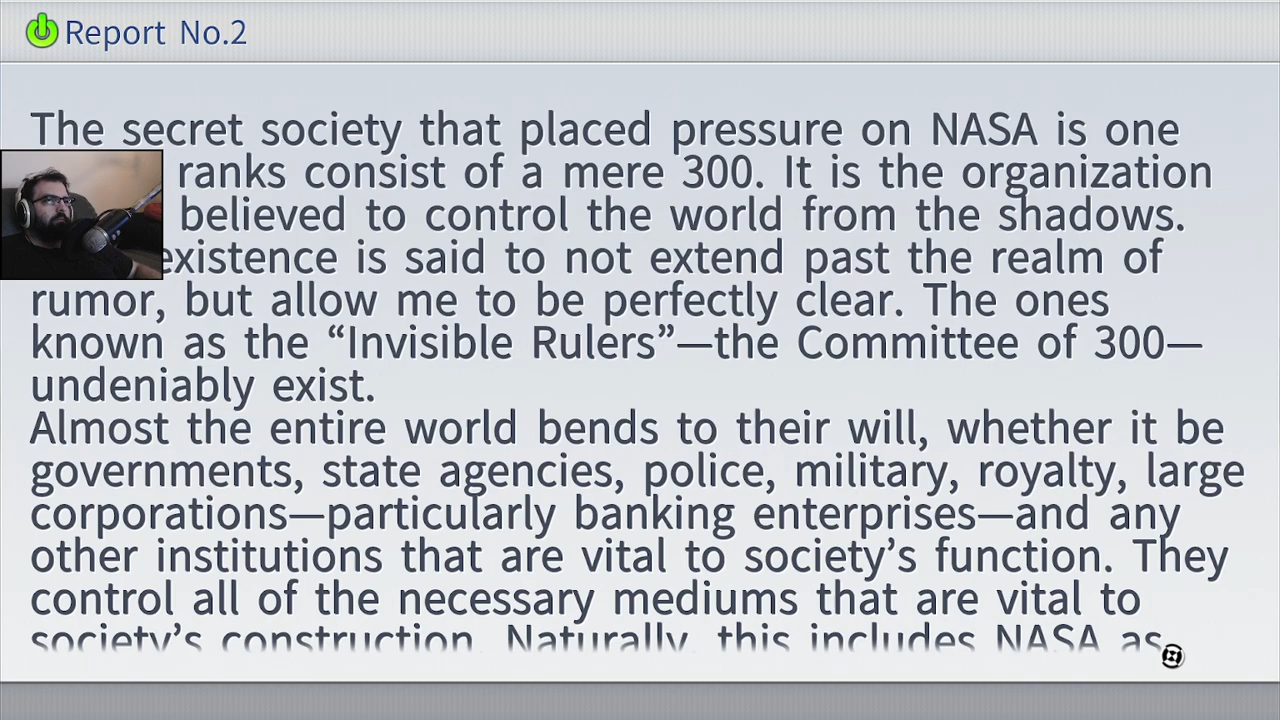 Report No.2
The secret society that placed pressure on NASA is one
ranks consist of a mere 300. It is the organization
believed to control the world from the shadows.
existence is said to not extend past the realm of
rumor, but allow me to be perfectly clear. The ones
known as the “Invisible Rulers”—the Committee of 300—
undeniably exist.
Almost the entire world bends to their will, whether it be
governments, state agencies, police, military, royalty, large
corporations—particularly banking enterprises—and any
other institutions that are vital to society’s function. They
control all of the necessary mediums that are vital to
society’s construction. Naturally, this includes NASA as